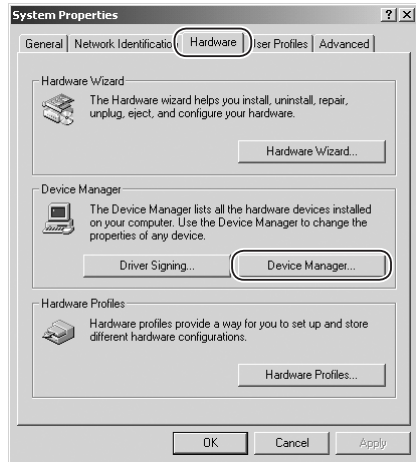 System Properties
General Network Identification Hardware User Profiles Advanced
Hardware Wizard
The Hardware wizard helps you install, uninstall, repair,
unplug, eject, and configure your hardware.
Hardware Wizard...
Device Manager
The Device Manager lists all the hardware devices installed
on your computer. Use the Device Manager to change the
properties of any device.
Driver Signing... Device Manager...
Hardware Profiles
Hardware profiles provide a way for you to set up and store
different hardware configurations.
Hardware Profiles...
OK Cancel Apply